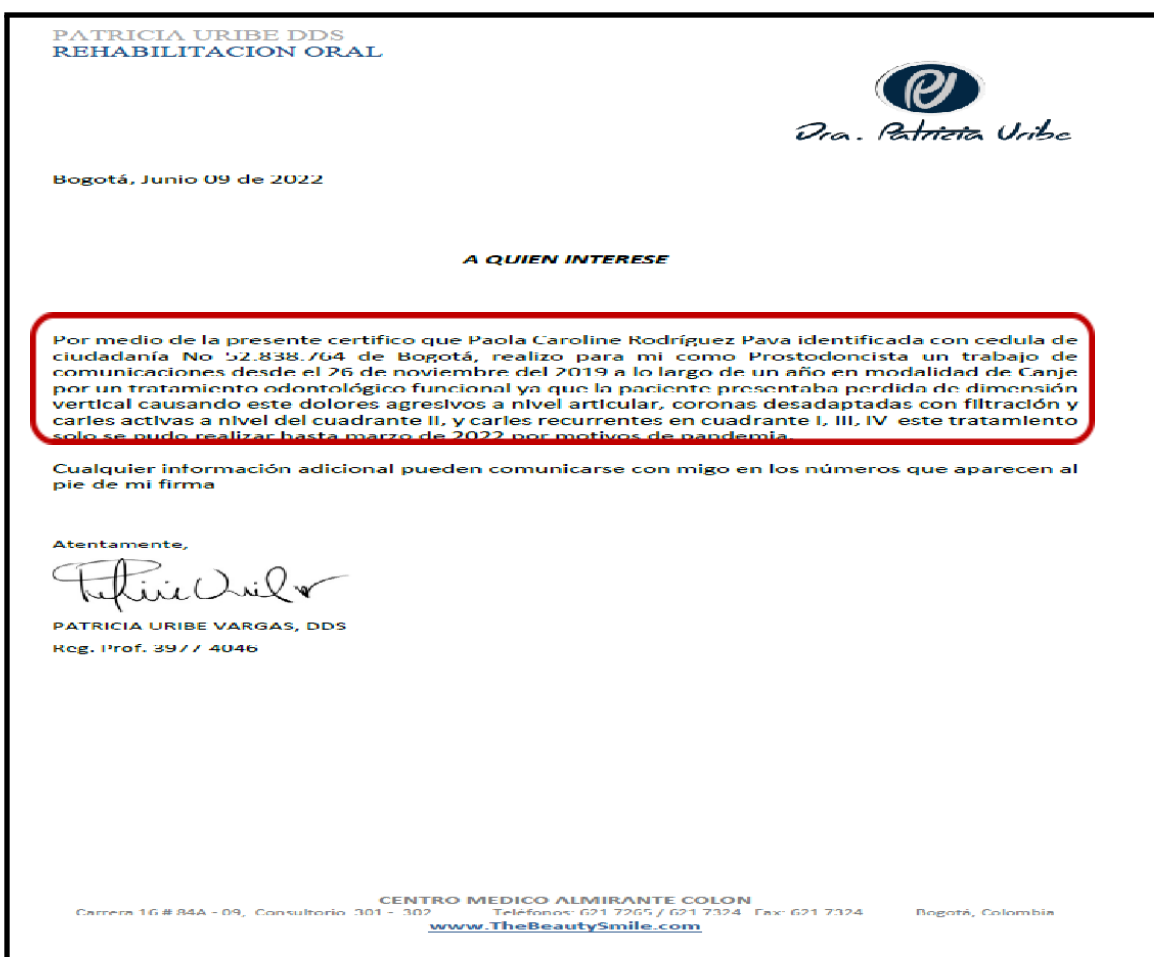 PATRICIA URIBE DDS
REHABILITACION ORAL
Dra. Patricia Uribe
Bogotá, Junio 09 de 2022
A QUIEN INTERESE
Por medio de la presente certifico que Paola Caroline Rodríguez Pava identificada con cedula de
ciudadanía No 52.838.764 de Bogotá, realizo para mi como Prostodoncista un trabajo de
comunicaciones desde el 26 de noviembre del 2019 a lo largo de un año en modalidad de Canje
por un tratamiento odontológico funcional ya que la paciente presentaba perdida de dimensión
vertical causando este dolores agresivos a nivel articular, coronas desadaptadas con filtración y
caries activas a nivel del cuadrante II, y caries recurrentes en cuadrante I, III, IV este tratamiento
solo se pudo realizar hasta marzo de 2022 por motivos de pandemia.
Cualquier información adicional pueden comunicarse con migo en los números que aparecen al
pie de mi firma
Atentamente,
PATRICIA URIBE VARGAS, DDS
Reg. Prof. 3977 4046
CENTRO MEDICO ALMIRANTE COLON
Carrera 16 # 84A - 09, Consultorio 301 - 302 Teléfonos: 621 7265 / 621 7324 Fax: 621 7324 Bogotá, Colombia
www.TheBeautySmile.com